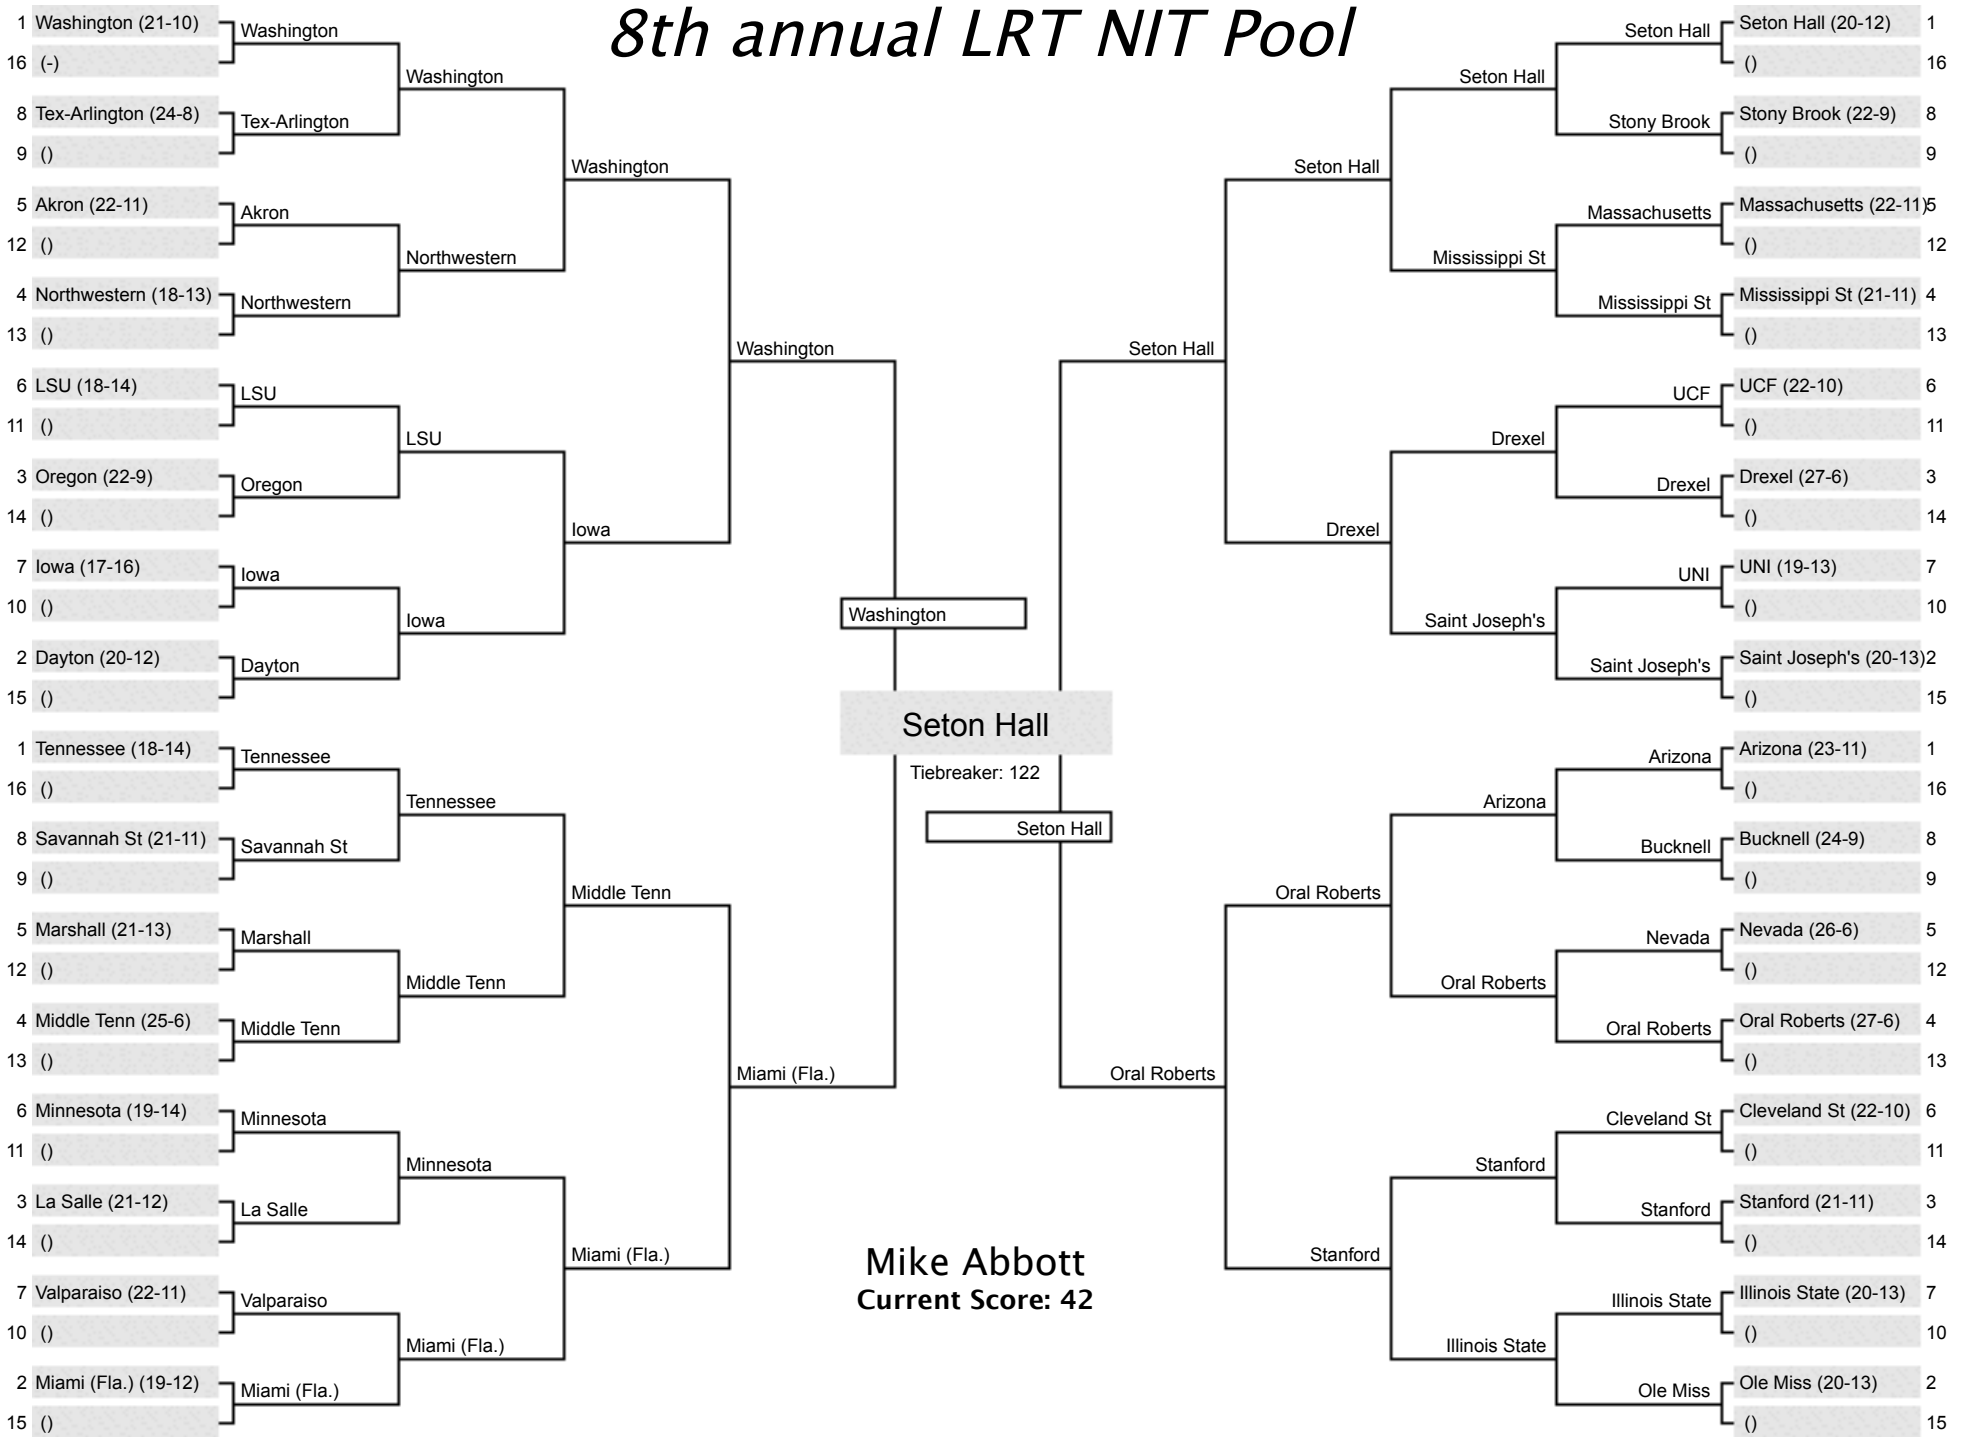 8th annual LRT NIT Pool
1 Washington (21-10)
16 (-)
8 Tex-Arlington (24-8)
9 ()
5 Akron (22-11)
12 ()
4 Northwestern (18-13)
13 ()
6 LSU (18-14)
11 ()
3 Oregon (22-9)
14 ()
7 Iowa (17-16)
10 ()
2 Dayton (20-12)
15 ()
1 Tennessee (18-14)
16 ()
8 Savannah St (21-11)
9 ()
5 Marshall (21-13)
12 ()
4 Middle Tenn (25-6)
13 ()
6 Minnesota (19-14)
11 ()
3 La Salle (21-12)
14 ()
7 Valparaiso (22-11)
10 ()
2 Miami (Fla.) (19-12)
15 ()
Washington
Tex-Arlington
Akron
Northwestern
LSU
Oregon
Iowa
Dayton
Tennessee
Savannah St
Marshall
Middle Tenn
Minnesota
La Salle
Valparaiso
Miami (Fla.)
Washington
Northwestern
LSU
Iowa
Tennessee
Middle Tenn
Minnesota
Miami (Fla.)
Washington
Iowa
Middle Tenn
Miami (Fla.)
Washington
Miami (Fla.)
Washington
Seton Hall
Tiebreaker: 122
Seton Hall
Mike Abbott
Current Score: 42
Seton Hall
Oral Roberts
Seton Hall
Drexel
Oral Roberts
Stanford
Seton Hall
Mississippi St
Drexel
Saint Joseph's
Arizona
Oral Roberts
Stanford
Illinois State
Seton Hall
Stony Brook
Massachusetts
Mississippi St
UCF
Drexel
UNI
Saint Joseph's
Arizona
Bucknell
Nevada
Oral Roberts
Cleveland St
Stanford
Illinois State
Ole Miss
Seton Hall (20-12) 1
() 16
Stony Brook (22-9) 8
() 9
Massachusetts (22-11) 5
() 12
Mississippi St (21-11) 4
() 13
UCF (22-10) 6
() 11
Drexel (27-6) 3
() 14
UNI (19-13) 7
() 10
Saint Joseph's (20-13) 2
() 15
Arizona (23-11) 1
() 16
Bucknell (24-9) 8
() 9
Nevada (26-6) 5
() 12
Oral Roberts (27-6) 4
() 13
Cleveland St (22-10) 6
() 11
Stanford (21-11) 3
() 14
Illinois State (20-13) 7
() 10
Ole Miss (20-13) 2
() 15